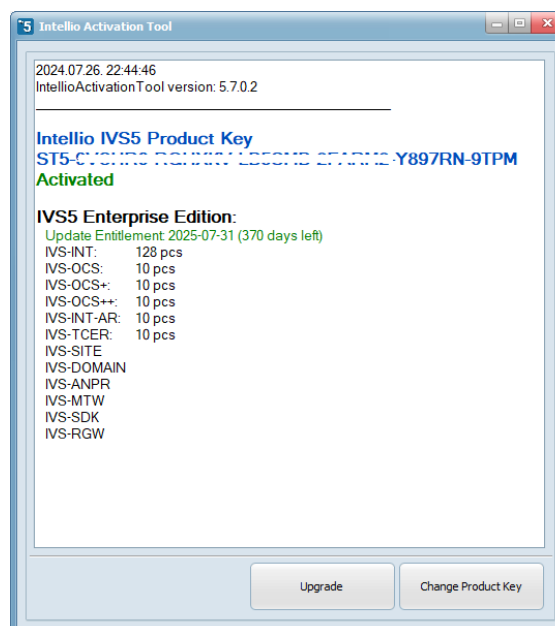 Intellio Activation Tool
2024.07.26. 22:44:46
IntellioActivationTool version: 5.7.0.2
Intellio IVS5 Product Key
-Y897RN-9TPM
Activated
IVS5 Enterprise Edition:
Update Entitlement: 2025-07-31 (370 days left)
IVS-INT: 128 pcs
IVS-OCS: 10 pcs
IVS-OCS+: 10 pcs
IVS-OCS++: 10 pcs
IVS-INT-AR: 10 pcs
IVS-TCER: 10 pcs
IVS-SITE
IVS-DOMAIN
IVS-ANPR
IVS-MTW
IVS-SDK
IVS-RGW
Upgrade
Change Product Key